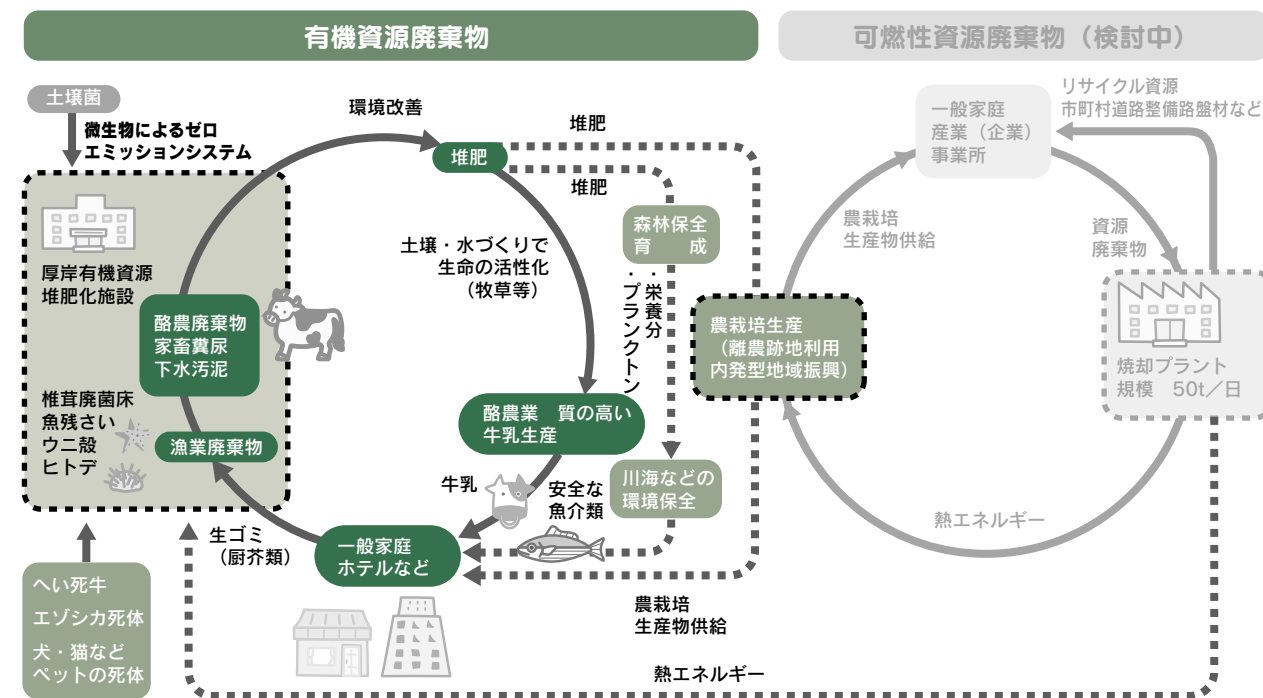 有機資源廃棄物
可燃性資源廃棄物（検討中）
土壌菌
微生物によるゼロ
エミッションシステム
環境改善
堆肥
堆肥
堆肥
厚岸有機資源
堆肥化施設
酪農廃棄物
家畜糞尿
下水汚泥
椎茸廃菌床
魚残さい
ウニ殻
ヒトデ
漁業廃棄物
土壌・水づくりで
生命の活性化
（牧草等）
森林保全
育　成
・栄養分
・プランクトン
酪農業　質の高い
牛乳生産
川海などの
環境保全
牛乳
安全な
魚介類
生ゴミ
（厨芥類）
一般家庭
ホテルなど
へい死牛
エゾシカ死体
犬・猫など
ペットの死体
農栽培
生産物供給
熱エネルギー
農栽培生産
（離農跡地利用
内発型地域振興）
一般家庭
産業（企業）
事業所
リサイクル資源
市町村道路整備路盤材など
農栽培
生産物供給
資源
廃棄物
焼却プラント
規模　50t／日
熱エネルギー